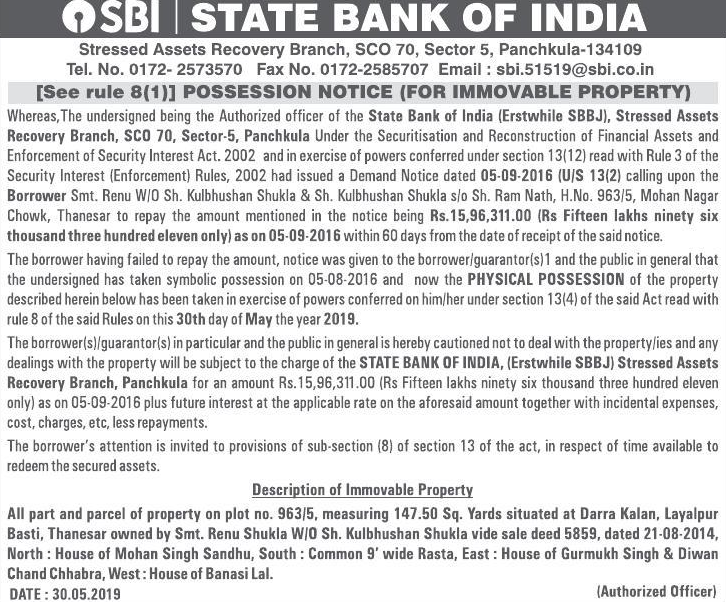 SBI STATE BANK OF INDIA
Stressed Assets Recovery Branch, SCO 70, Sector 5, Panchkula-134109
Tel. No. 0172- 2573570 Fax No. 0172-2585707 Email : sbi.51519@sbi.co.in
[See rule 8(1)] POSSESSION NOTICE (FOR IMMOVABLE PROPERTY)
Whereas,The undersigned being the Authorized officer of the State Bank of India (Erstwhile SBBJ), Stressed Assets
Recovery Branch, SCO 70, Sector-5, Panchkula Under the Securitisation and Reconstruction of Financial Assets and
Enforcement of Security Interest Act. 2002 and in exercise of powers conferred under section 13(12) read with Rule 3 of the
Security Interest (Enforcement) Rules, 2002 had issued a Demand Notice dated 05-09-2016 (U/S 13(2) calling upon the
Borrower Smt. Renu W/O Sh. Kulbhushan Shukla & Sh. Kulbhushan Shukla s/o Sh. Ram Nath, H.No. 963/5, Mohan Nagar
Chowk, Thanesar to repay the amount mentioned in the notice being Rs.15,96,311.00 (Rs Fifteen lakhs ninety six
thousand three hundred eleven only) as on 05-09-2016 within 60 days from the date of receipt of the said notice.
The borrower having failed to repay the amount, notice was given to the borrower/guarantor(s)1 and the public in general that
the undersigned has taken symbolic possession on 05-08-2016 and now the PHYSICAL POSSESSION of the property
described herein below has been taken in exercise of powers conferred on him/her under section 13(4) of the said Act read with
rule 8 of the said Rules on this 30th day of May the year 2019.
The borrower(s)/guarantor(s) in particular and the public in general is hereby cautioned not to deal with the property/ies and any
dealings with the property will be subject to the charge of the STATE BANK OF INDIA, (Erstwhile SBBJ) Stressed Assets
Recovery Branch, Panchkula for an amount Rs.15,96,311.00 (Rs Fifteen lakhs ninety six thousand three hundred eleven
only) as on 05-09-2016 plus future interest at the applicable rate on the aforesaid amount together with incidental expenses,
cost, charges, etc, less repayments.
The borrower's attention is invited to provisions of sub-section (8) of section 13 of the act, in respect of time available to
redeem the secured assets.
Description of Immovable Property
All part and parcel of property on plot no. 963/5, measuring 147.50 Sq. Yards situated at Darra Kalan, Layalpur
Basti, Thanesar owned by Smt. Renu Shukla W/O Sh. Kulbhushan Shukla vide sale deed 5859, dated 21-08-2014,
North : House of Mohan Singh Sandhu, South : Common 9' wide Rasta, East : House of Gurmukh Singh & Diwan
Chand Chhabra, West : House of Banasi Lal.
DATE : 30.05.2019 (Authorized Officer)